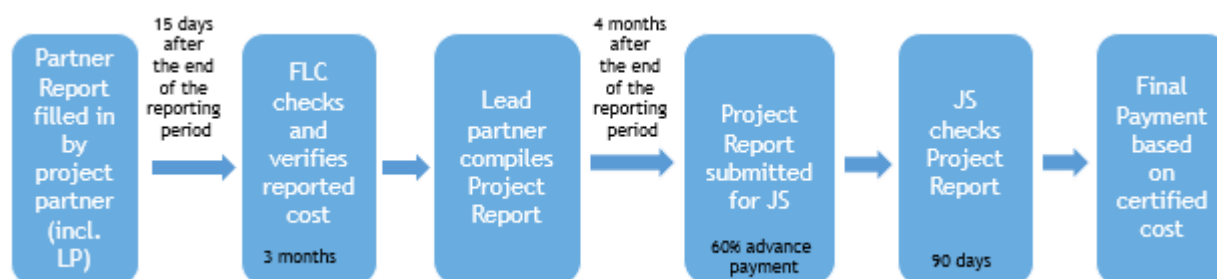 Partner
Report
filled in
by
project
partner
(incl.
LP)
15 days
after
the end
of the
reporting
period
FLC
checks
and
verifies
reported
cost
3 months
Lead
partner
compiles
Project
Report
4 months
after the
end of
the
reporting
period
Project
Report
submitted
for JS
60% advance
payment
JS
checks
Project
Report
90 days
Final
Payment
based
on
certified
cost